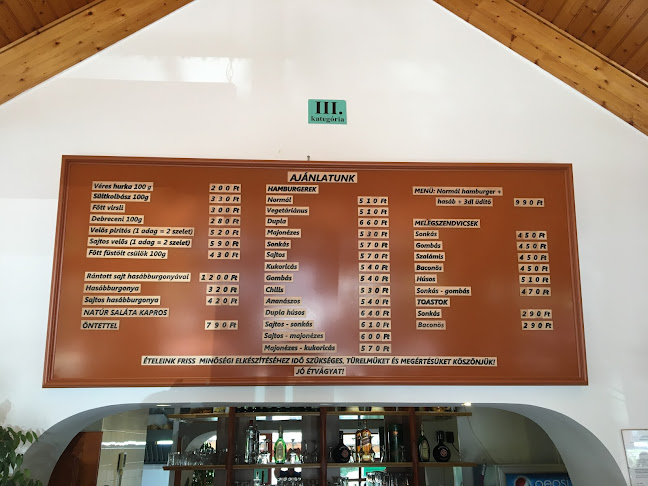 III.
kategória
AJÁNLATUNK
Véres hurka 100 g 200 Ft
Sültkolbász 100g 330 Ft
Főtt virsli 300 Ft
Debreceni 100g 280 Ft
Velős pirítós (1 adag = 2 szelet) 520 Ft
Sajtos velős (1 adag = 2 szelet) 590 Ft
Főtt füstölt csülök 100g 430 Ft
Rántott sajt hasábburgonyával 1200 Ft
Hasábburgonya 320 Ft
Sajtos hasábburgonya 420 Ft
NATÚR SALÁTA KAPROS
ÖNTETTEL 790 Ft
HAMBURGEREK
Normál 510 Ft
Vegetáriánus 510 Ft
Dupla 660 Ft
Majonézes 530 Ft
Sonkás 570 Ft
Sajtos 570 Ft
Kukoricás 540 Ft
Gombás 540 Ft
Chilis 530 Ft
Ananászos 540 Ft
Dupla húsos 640 Ft
Sajtos - sonkás 610 Ft
Sajtos - majonézes 600 Ft
Majonézes - kukoricás 570 Ft
MENÜ: Normál hamburger +
hasáb + 3dl üdítő 990 Ft
MELEGSZENDVICSEK
Sonkás 450 Ft
Gombás 450 Ft
Szalámis 450 Ft
Baconös 450 Ft
Húsos 510 Ft
Sonkás - gombás 470 Ft
TOASTOK
Sonkás 290 Ft
Baconös 290 Ft
ÉTELEINK FRISS MINŐSÉGI ELKÉSZÍTÉSÉHEZ IDŐ SZÜKSÉGES, TÜRELMÜKET ÉS MEGÉRTÉSÜKET KÖSZÖNJÜK!
JÓ ÉTVÁGYAT!
pepsi